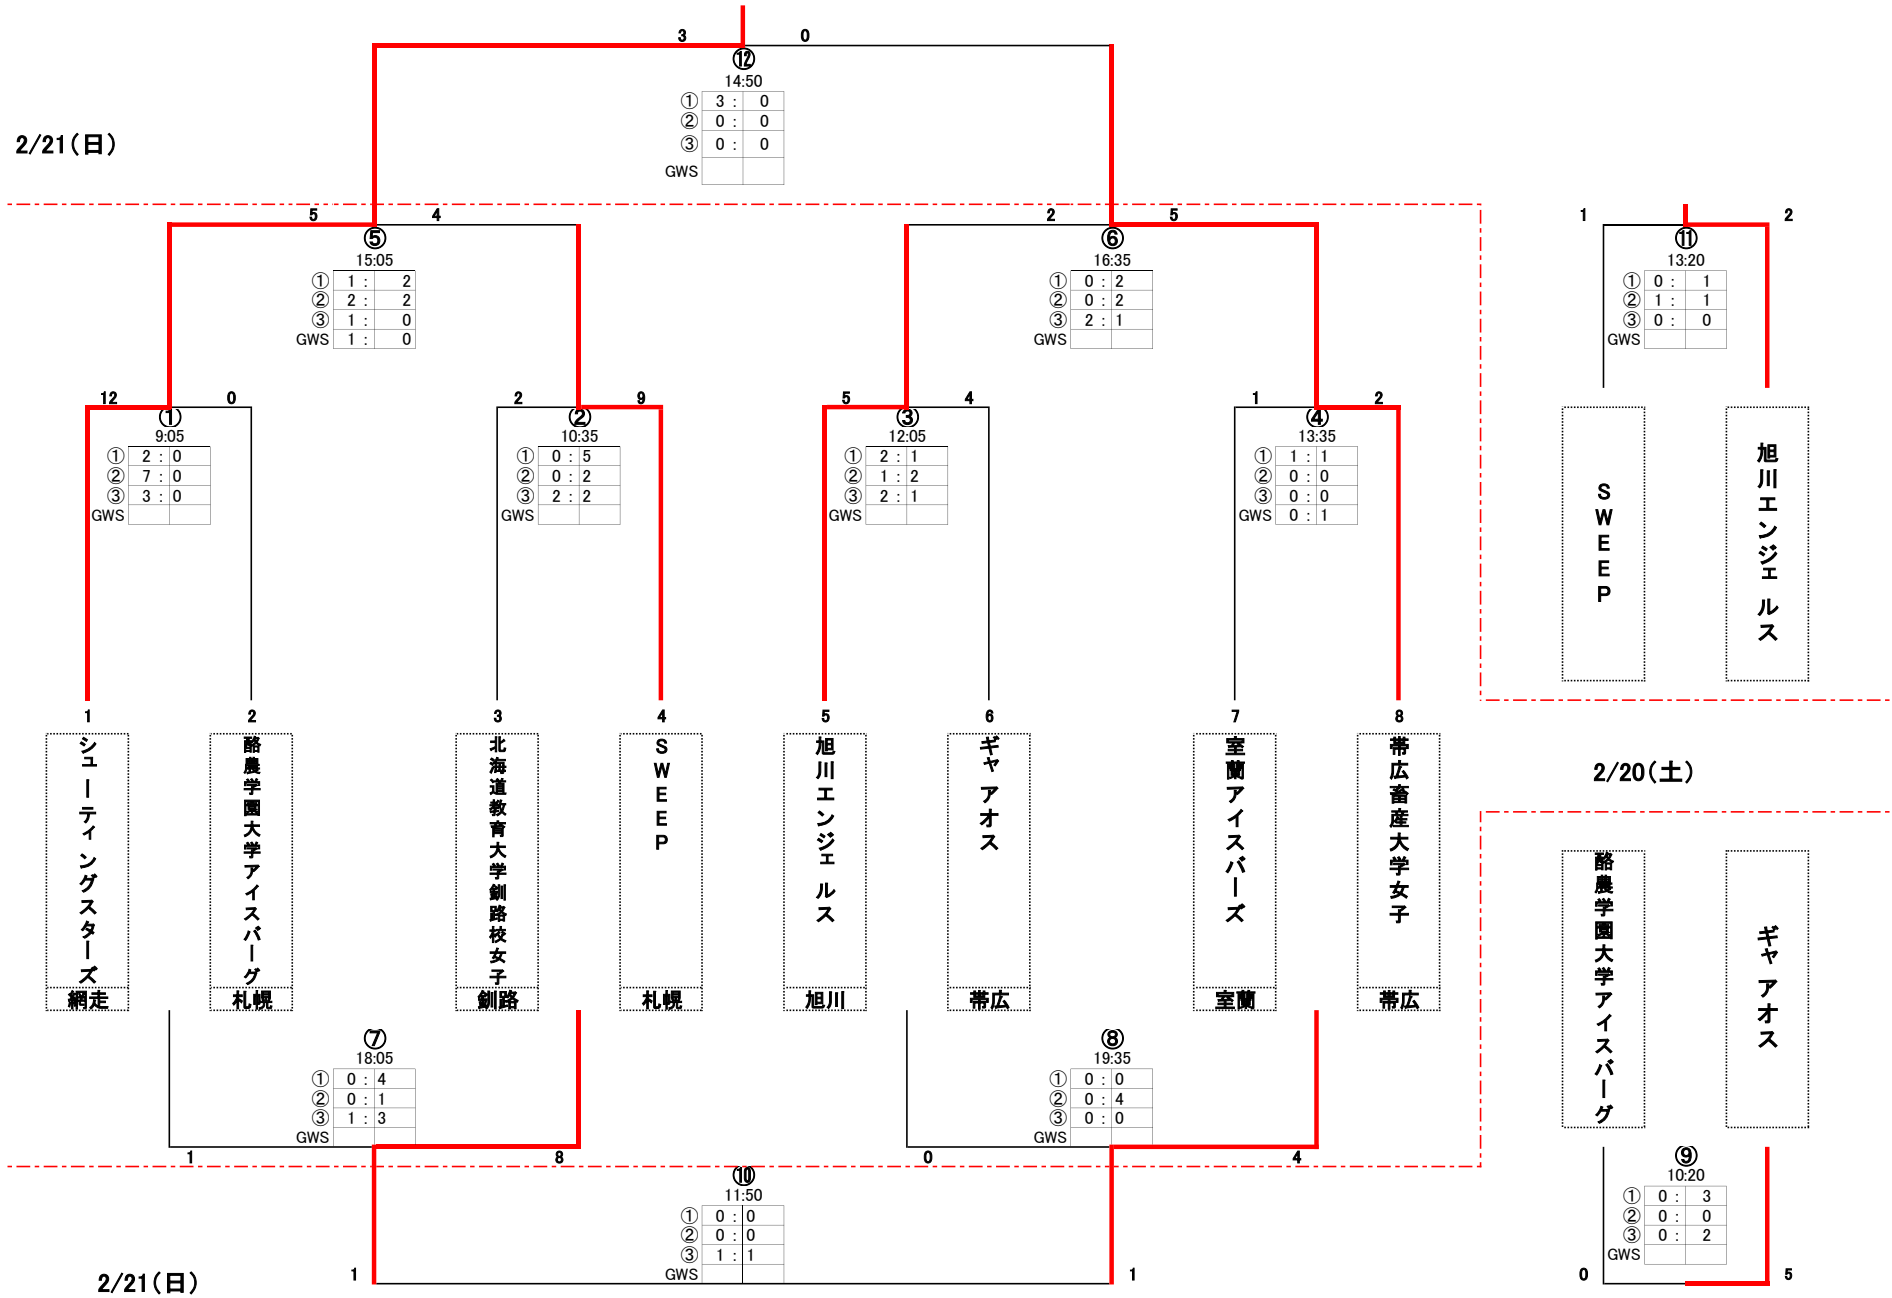 3 0
⑫
14:50
① 3 : 0
② 0 : 0
③ 0 : 0
GWS
2/21(日)
5 4
⑤
15:05
① 1 : 2
② 2 : 2
③ 1 : 0
GWS 1 : 0
2 5
⑥
16:35
① 0 : 2
② 0 : 2
③ 2 : 1
GWS
1 2
⑪
13:20
① 0 : 1
② 1 : 1
③ 0 : 0
GWS
SWEEP
旭川エンジェルス
12 0
①
9:05
① 2 : 0
② 7 : 0
③ 3 : 0
GWS
2 9
②
10:35
① 0 : 5
② 0 : 2
③ 2 : 2
GWS
5 4
③
12:05
① 2 : 1
② 1 : 2
③ 2 : 1
GWS
1 2
④
13:35
① 1 : 1
② 0 : 0
③ 0 : 0
GWS 0 : 1
1
シューティングスターズ
網走
2
酪農学園大学アイスバーグ
札幌
3
北海道教育大学釧路校女子
釧路
4
SWEEP
札幌
5
旭川エンジェルス
旭川
6
ギャアオス
帯広
7
室蘭アイスバーズ
室蘭
8
帯広畜産大学女子
帯広
2/20(土)
⑦
18:05
① 0 : 4
② 0 : 1
③ 1 : 3
GWS
1 8
⑧
19:35
① 0 : 0
② 0 : 4
③ 0 : 0
GWS
0 4
酪農学園大学アイスバーグ
ギャアオス
⑨
10:20
① 0 : 3
② 0 : 0
③ 0 : 2
GWS
0 5
⑩
11:50
① 0 : 0
② 0 : 0
③ 1 : 1
GWS
1 1
2/21(日)